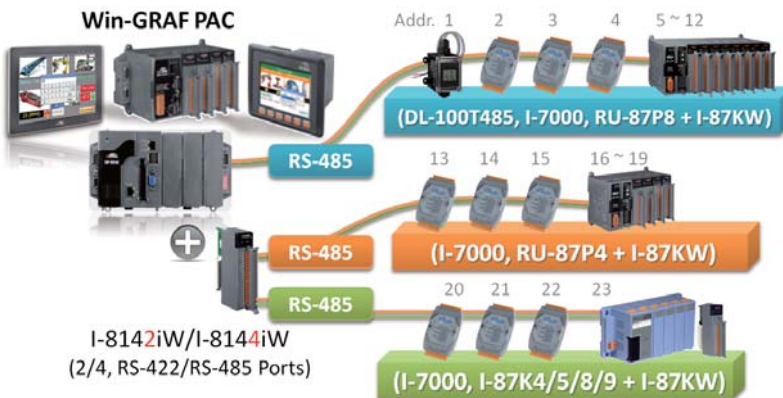 Win-GRAF PAC
Addr. 1 2 3 4 5 ~ 12
(DL-100T485, I-7000, RU-87P8 + I-87KW)
RS-485
13 14 15 16 ~ 19
RS-485
(I-7000, RU-87P4 + I-87KW)
RS-485
20 21 22 23
I-8142iW/I-8144iW
(2/4, RS-422/RS-485 Ports)
(I-7000, I-87K4/5/8/9 + I-87KW)